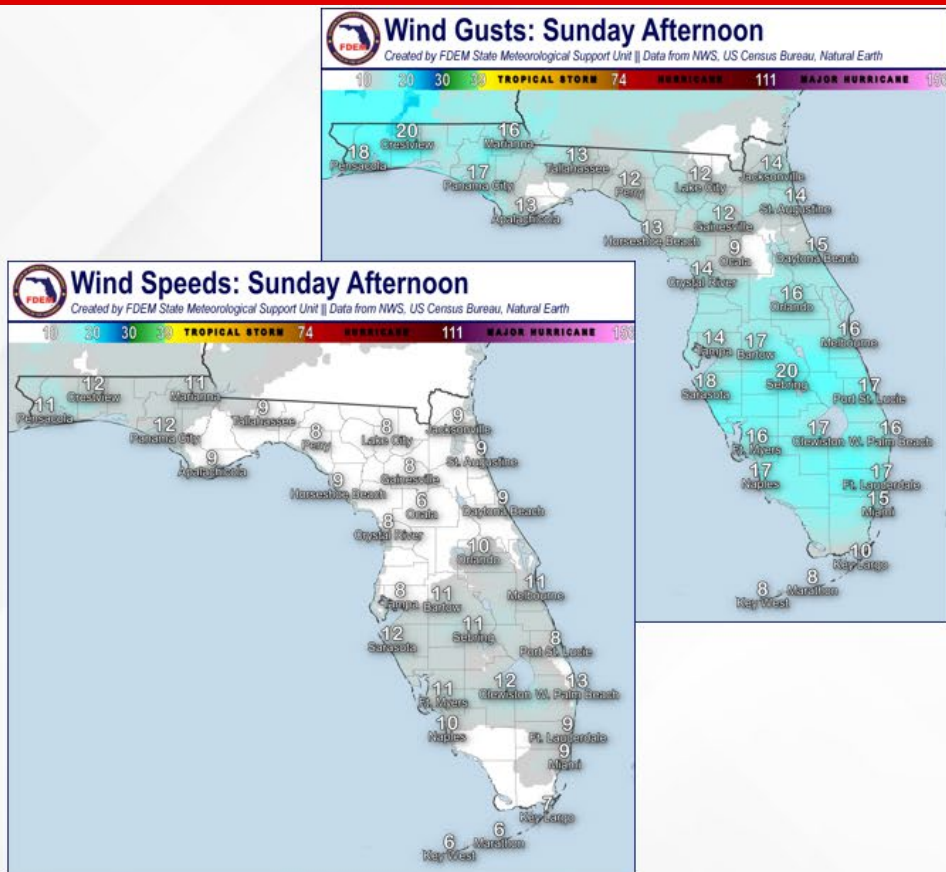 Wind Gusts: Sunday Afternoon
Created by FDEM State Meteorological Support Unit || Data from NWS, US Census Bureau, Natural Earth
10 20 30 39 TROPICAL STORM 74 HURRICANE 111 MAJOR HURRICANE
20
Crestview
16
Marianna
18
Pensacola
17
Panama City
13
Tallahassee
13
Apalachicola
12
Perry
12
Lake City
14
Jacksonville
14
St. Augustine
12
Gainesville
13
Horseshoe Beach
9
Ocala
15
Daytona Beach
14
Crystal River
16
Orlando
14
Tampa
17
Bartow
16
Melbourne
20
Sebring
18
Sarasota
17
Port St. Lucie
16
Ft. Myers
17
Clewiston
16
W. Palm Beach
17
Naples
17
Ft. Lauderdale
15
Miami
10
Key Largo
8
Marathon
8
Key West
FDEM
Wind Speeds: Sunday Afternoon
Created by FDEM State Meteorological Support Unit || Data from NWS, US Census Bureau, Natural Earth
10 20 30 39 TROPICAL STORM 74 HURRICANE 111 MAJOR HURRICANE
12
Crestview
11
Marianna
11
Pensacola
12
Panama City
9
Tallahassee
9
Apalachicola
8
Perry
8
Lake City
9
Jacksonville
9
St. Augustine
8
Gainesville
9
Horseshoe Beach
6
Ocala
9
Daytona Beach
8
Crystal River
10
Orlando
8
Tampa
11
Bartow
11
Melbourne
11
Sebring
12
Sarasota
8
Port St. Lucie
11
Ft. Myers
12
Clewiston
13
W. Palm Beach
10
Naples
9
Ft. Lauderdale
9
Miami
7
Key Largo
6
Marathon
6
Key West
FDEM